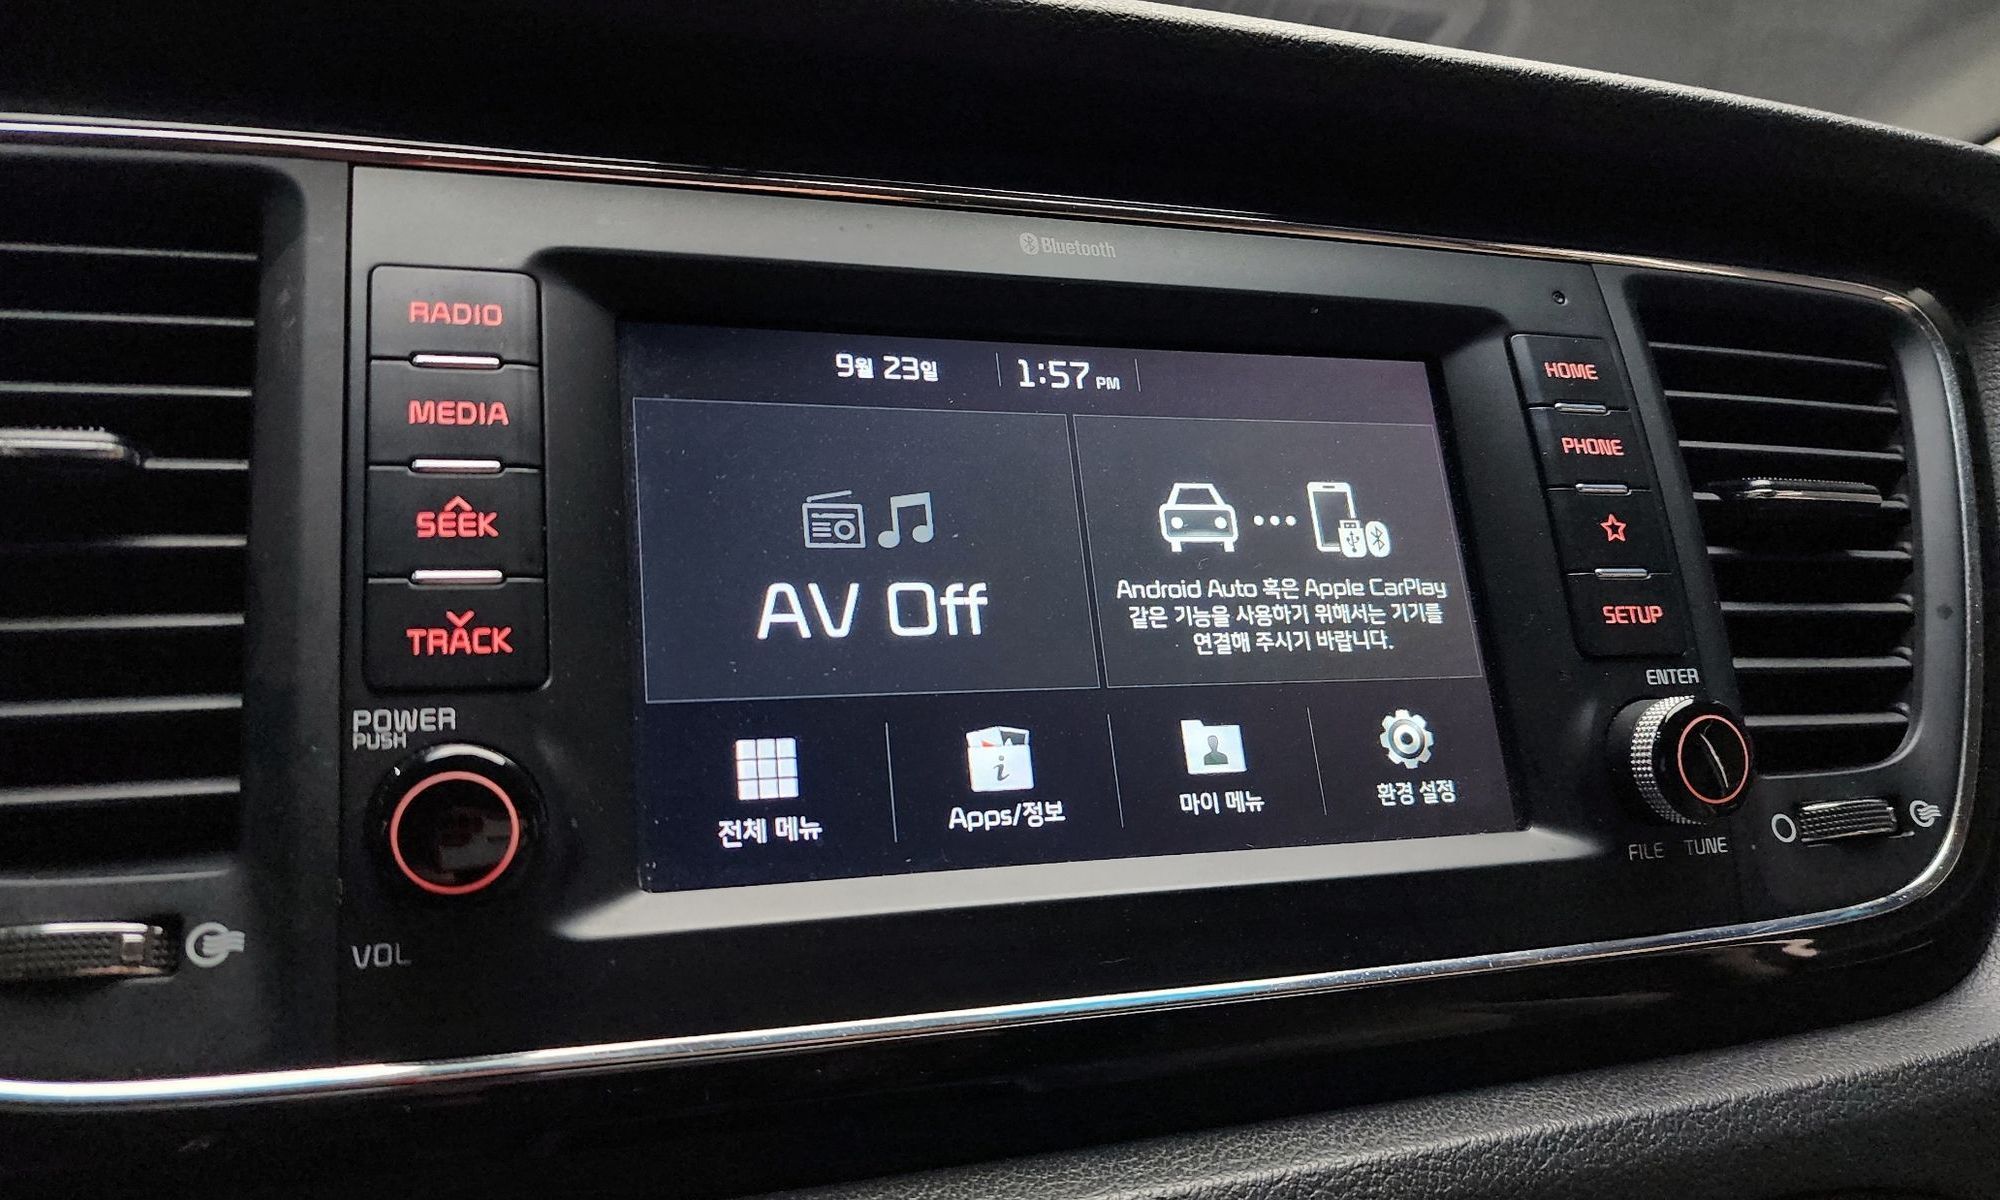 Bluetooth
RADIO
MEDIA
SEEK
TRACK
POWER
PUSH
VOL
9월 23일
1:57 PM
AV Off
Android Auto 혹은 Apple CarPlay
같은 기능을 사용하기 위해서는 기기를
연결해 주시기 바랍니다.
전체 메뉴
Apps/정보
마이 메뉴
환경 설정
HOME
PHONE
SETUP
ENTER
FILE TUNE